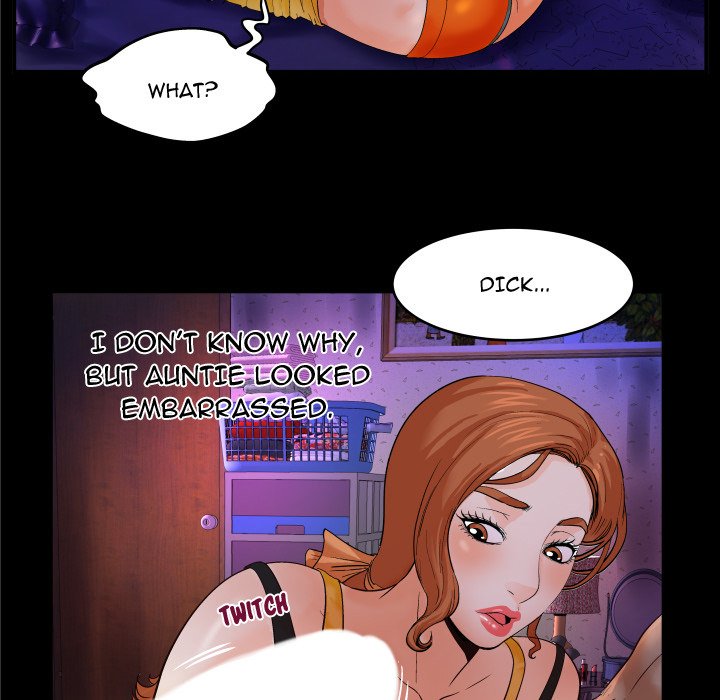 WHAT?
DICK...
I DON'T KNOW WHY,
BUT AUNTIE LOOKED
EMBARRASSED.
TWITCH